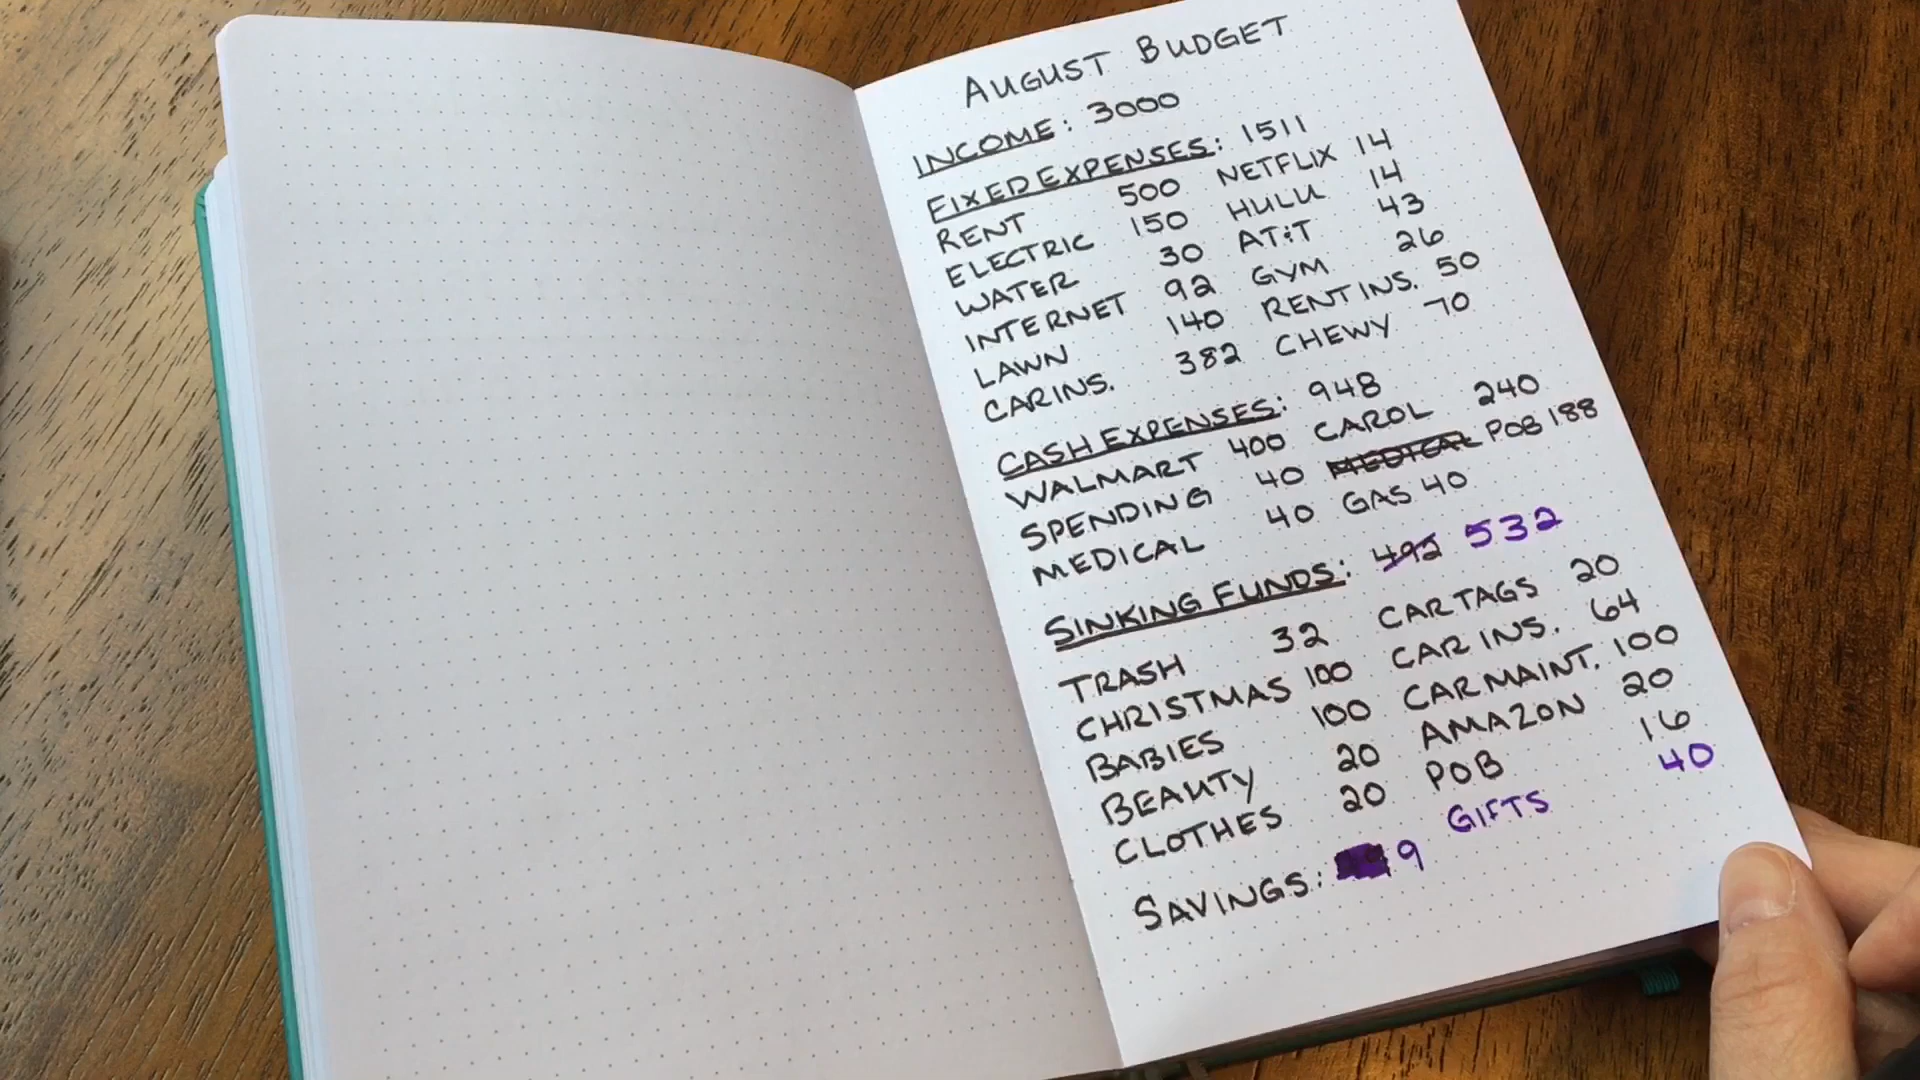 AUGUST BUDGET
INCOME: 3000
FIXED EXPENSES: 1511
RENT 500 NETFLIX 14
ELECTRIC 150 HULU 14
WATER 30 AT&T 43
INTERNET 92 GYM 26
LAWN 140 RENT INS. 50
CAR INS. 382 CHEWY 70
CASH EXPENSES: 948
WALMART 400 CAROL 240
SPENDING 40 MEDICAL POB 188
MEDICAL 40 GAS 40
SINKING FUNDS: 492 532
TRASH 32 CAR TAGS 20
CHRISTMAS 100 CAR INS. 64
BABIES 100 CAR MAINT. 100
BEAUTY 20 AMAZON 20
CLOTHES 20 POB 16
GIFTS 40
SAVINGS: 9